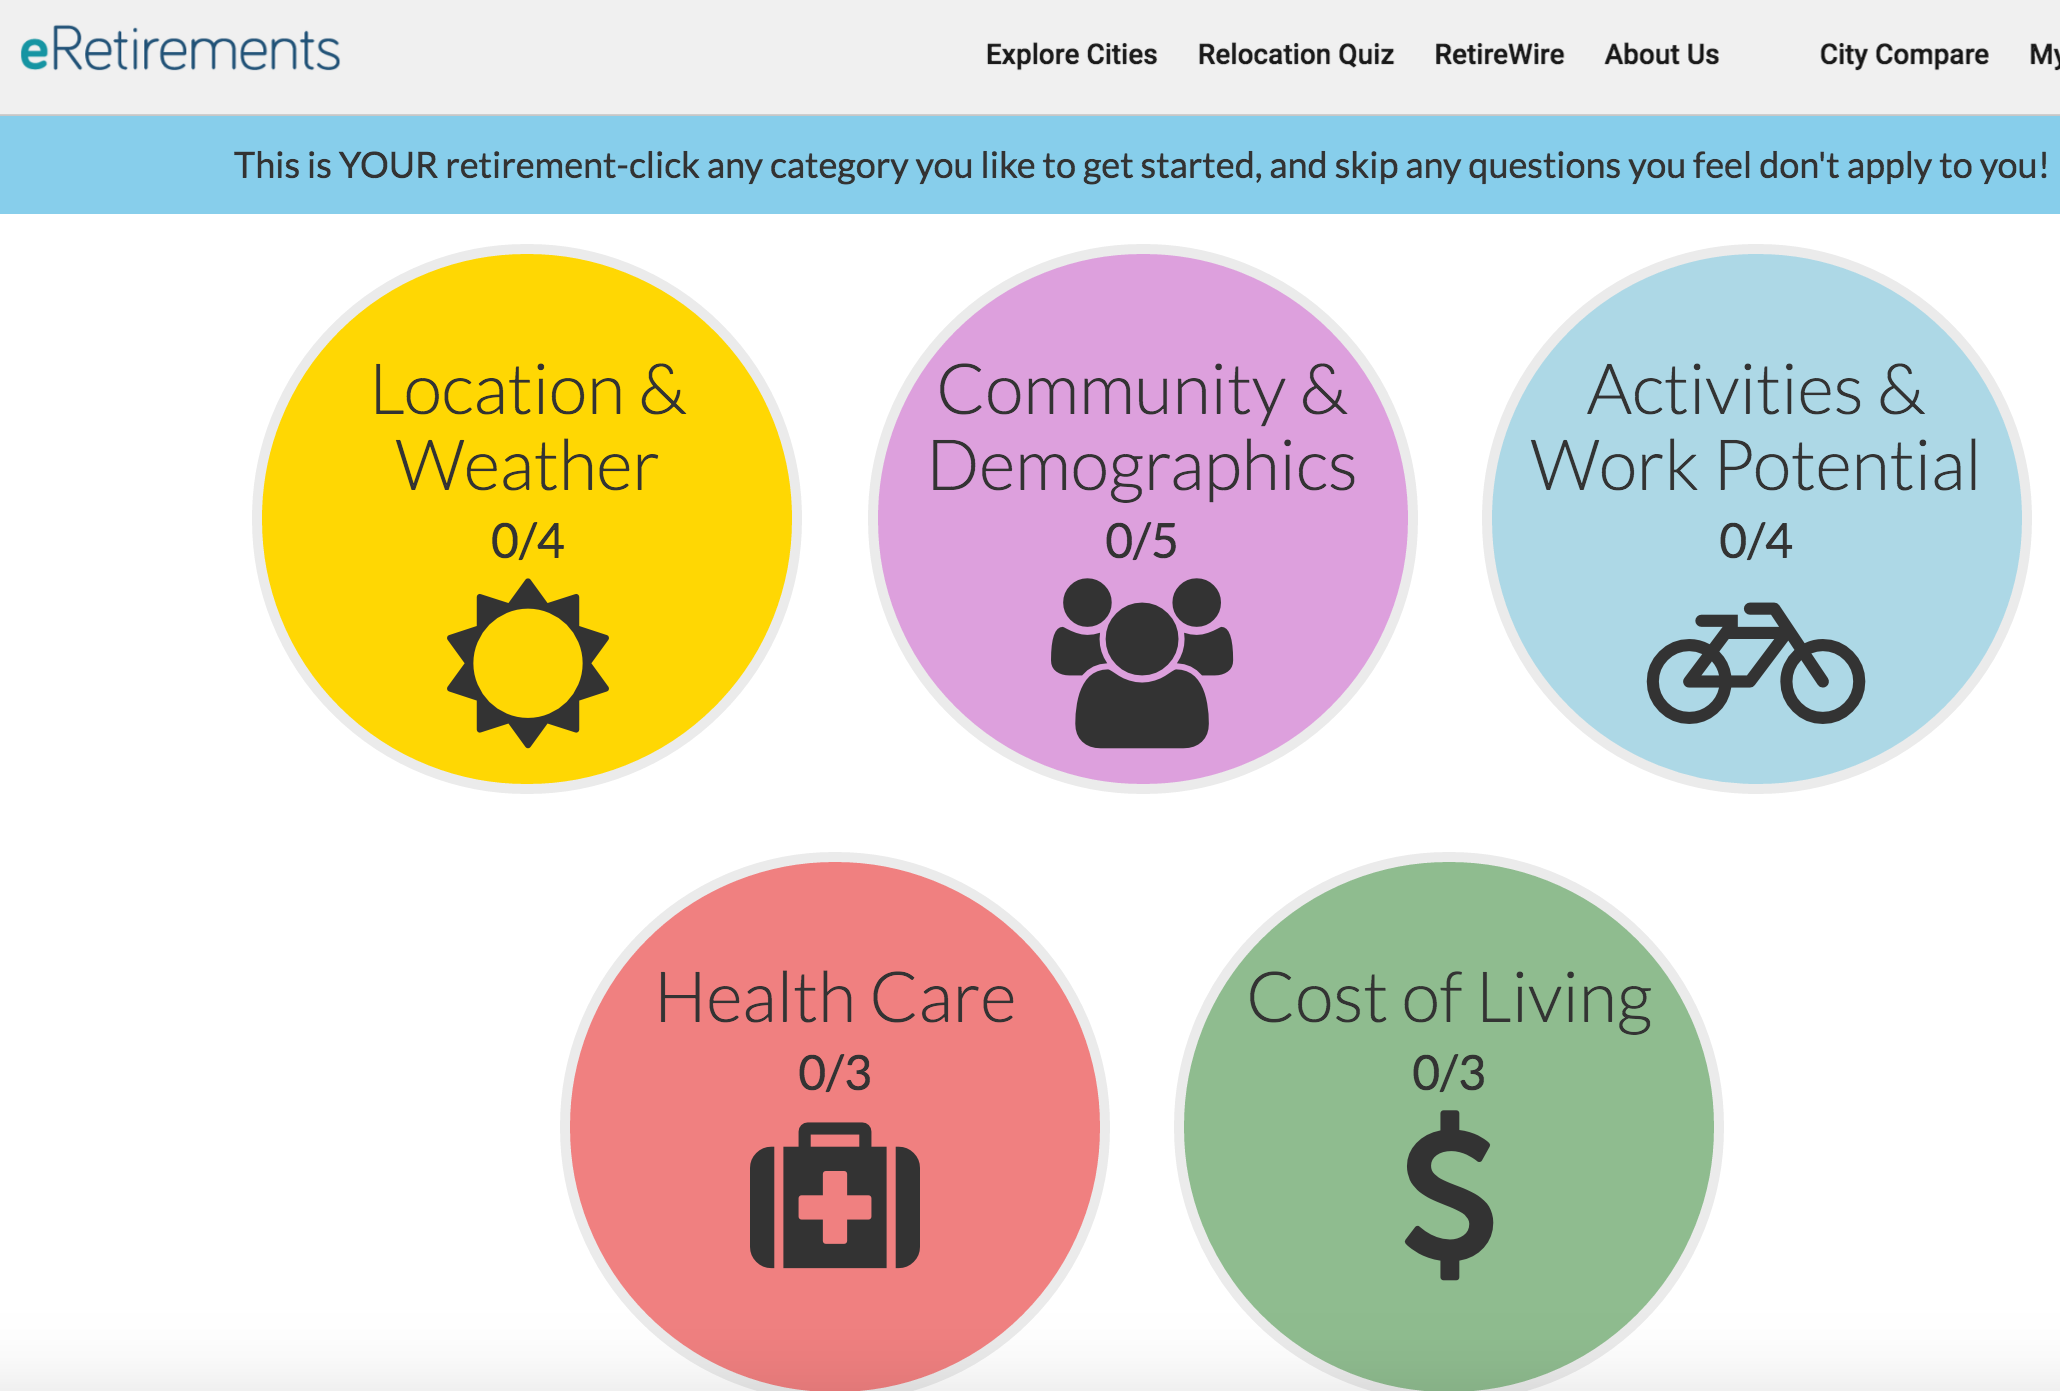 eRetirements
Explore Cities Relocation Quiz RetireWire About Us City Compare My
This is YOUR retirement-click any category you like to get started, and skip any questions you feel don't apply to you!
Location &
Weather
0/4
Community &
Demographics
0/5
Activities &
Work Potential
0/4
Health Care
0/3
Cost of Living
0/3
$